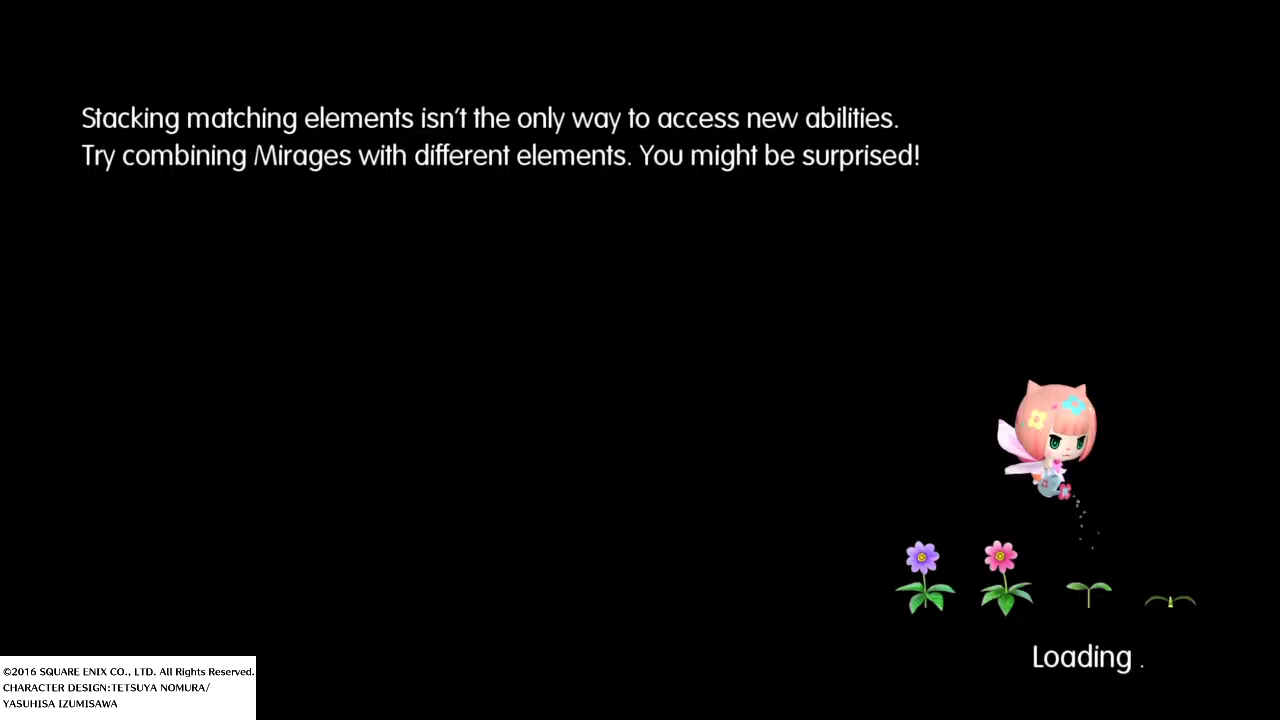 Stacking matching elements isn't the only way to access new abilities.
Try combining Mirages with different elements. You might be surprised!
Loading .
©2016 SQUARE ENIX CO., LTD. All Rights Reserved.
CHARACTER DESIGN:TETSUYA NOMURA/
YASUHISA IZUMISAWA